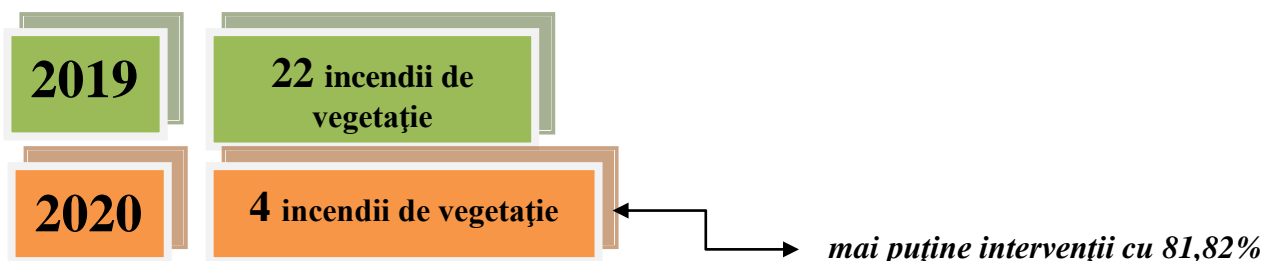 2019
22 incendii de
vegetaţie
2020
4 incendii de vegetaţie
mai puţine intervenţii cu 81,82%